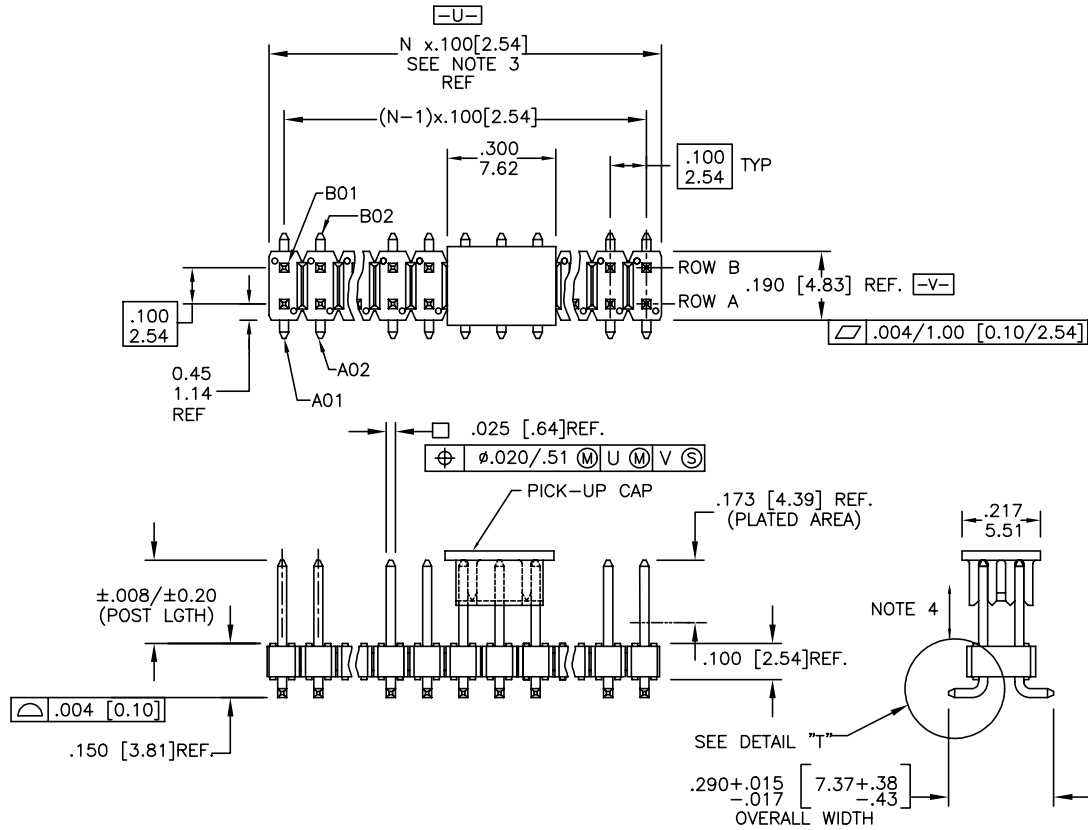 -U-
N x.100[2.54]
SEE NOTE 3
REF
(N-1)x.100[2.54]
.300
7.62
.100
2.54
TYP
B01
B02
ROW B
ROW A
.190 [4.83] REF.
-V-
.100
2.54
.004/1.00 [0.10/2.54]
0.45
1.14
REF
A02
A01
.025 [.64]REF.
⌀.020/.51 Ⓜ U Ⓜ V Ⓢ
PICK-UP CAP
.173 [4.39] REF.
(PLATED AREA)
.217
5.51
±.008/±0.20
(POST LGTH)
NOTE 4
.100 [2.54]REF.
.004 [0.10]
.150 [3.81]REF.
SEE DETAIL "T"
.290+.015 [7.37+.38
-.017 -.43]
OVERALL WIDTH